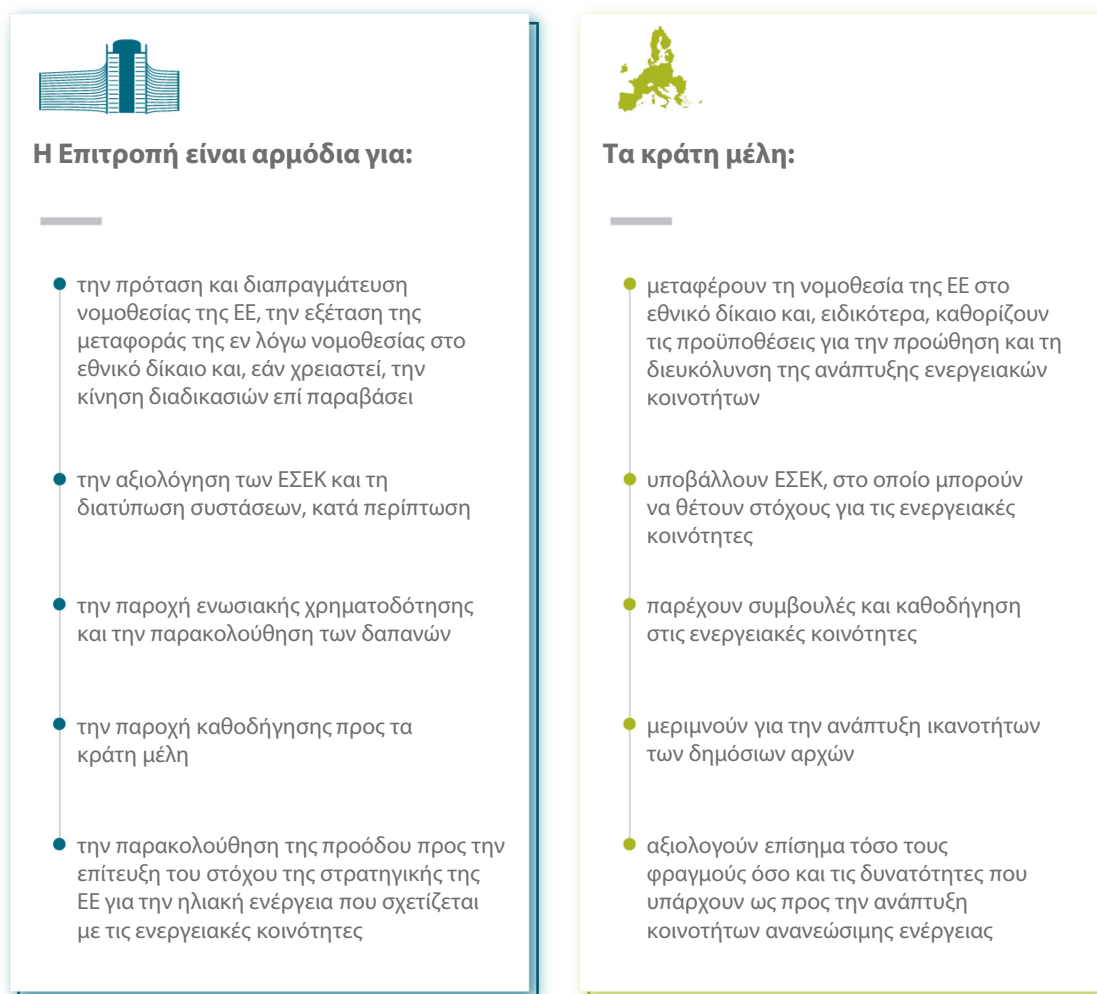 Η Επιτροπή είναι αρμόδια για:
την πρόταση και διαπραγμάτευση
νομοθεσίας της ΕΕ, την εξέταση της
μεταφοράς της εν λόγω νομοθεσίας στο
εθνικό δίκαιο και, εάν χρειαστεί, την
κίνηση διαδικασιών επί παραβάσει
την αξιολόγηση των ΕΣΕΚ και τη
διατύπωση συστάσεων, κατά περίπτωση
την παροχή ενωσιακής χρηματοδότησης
και την παρακολούθηση των δαπανών
την παροχή καθοδήγησης προς τα
κράτη μέλη
την παρακολούθηση της προόδου προς την
επίτευξη του στόχου της στρατηγικής της
ΕΕ για την ηλιακή ενέργεια που σχετίζεται
με τις ενεργειακές κοινότητες
Τα κράτη μέλη:
μεταφέρουν τη νομοθεσία της ΕΕ στο
εθνικό δίκαιο και, ειδικότερα, καθορίζουν
τις προϋποθέσεις για την προώθηση και τη
διευκόλυνση της ανάπτυξης ενεργειακών
κοινοτήτων
υποβάλλουν ΕΣΕΚ, στο οποίο μπορούν
να θέτουν στόχους για τις ενεργειακές
κοινότητες
παρέχουν συμβουλές και καθοδήγηση
στις ενεργειακές κοινότητες
μεριμνούν για την ανάπτυξη ικανοτήτων
των δημόσιων αρχών
αξιολογούν επίσημα τόσο τους
φραγμούς όσο και τις δυνατότητες που
υπάρχουν ως προς την ανάπτυξη
κοινοτήτων ανανεώσιμης ενέργειας